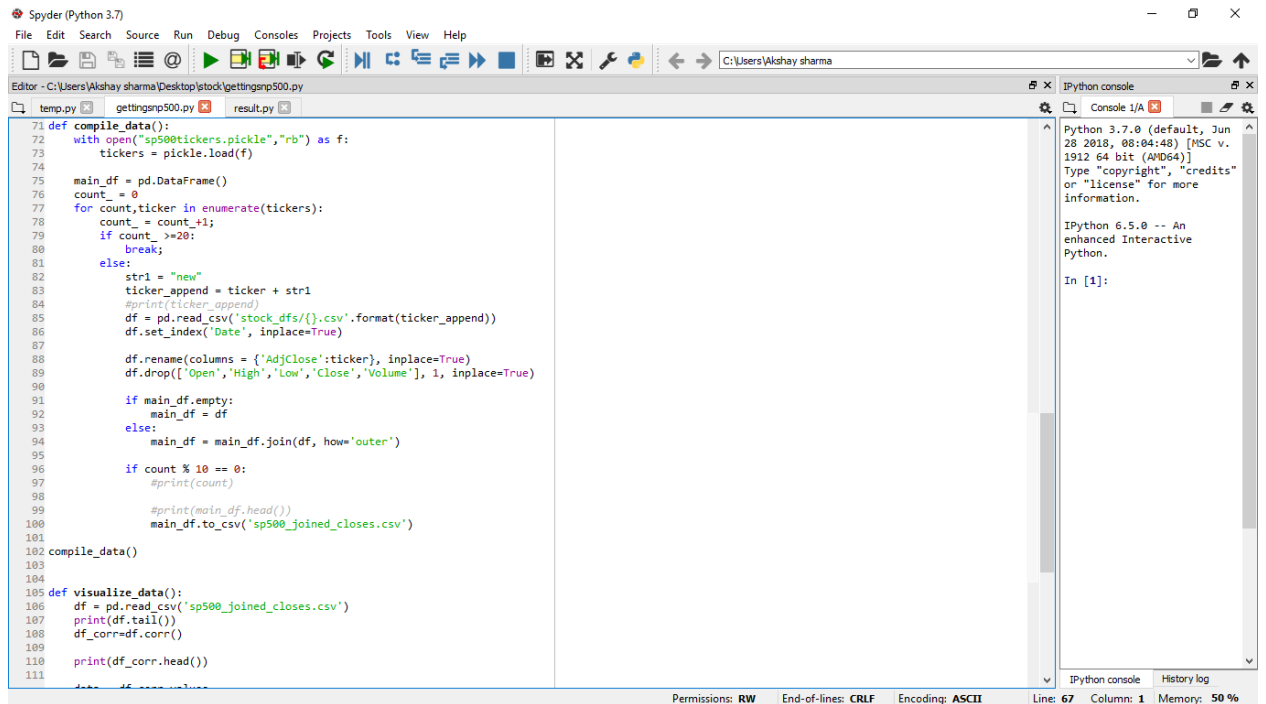 Spyder (Python 3.7)
File Edit Search Source Run Debug Consoles Projects Tools View Help
C:\Users\Akshay sharma
Editor - C:\Users\Akshay sharma\Desktop\stock\gettingsnp500.py
temp.py gettingsnp500.py result.py
71 def compile_data():
72     with open("sp500tickers.pickle","rb") as f:
73         tickers = pickle.load(f)
74
75     main_df = pd.DataFrame()
76     count_ = 0
77     for count,ticker in enumerate(tickers):
78         count_ = count_+1;
79         if count_ >=20:
80             break;
81         else:
82             str1 = "new"
83             ticker_append = ticker + str1
84             #print(ticker_append)
85             df = pd.read_csv('stock_dfs/{}.csv'.format(ticker_append))
86             df.set_index('Date', inplace=True)
87
88             df.rename(columns = {'AdjClose':ticker}, inplace=True)
89             df.drop(['Open','High','Low','Close','Volume'], 1, inplace=True)
90
91             if main_df.empty:
92                 main_df = df
93             else:
94                 main_df = main_df.join(df, how='outer')
95
96             if count % 10 == 0:
97                 #print(count)
98
99                 #print(main_df.head())
100                 main_df.to_csv('sp500_joined_closes.csv')
101
102 compile_data()
103
104
105 def visualize_data():
106     df = pd.read_csv('sp500_joined_closes.csv')
107     print(df.tail())
108     df_corr=df.corr()
109
110     print(df_corr.head())
111
IPython console
Console 1/A
Python 3.7.0 (default, Jun
28 2018, 08:04:48) [MSC v.
1912 64 bit (AMD64)]
Type "copyright", "credits"
or "license" for more
information.
IPython 6.5.0 -- An
enhanced Interactive
Python.
In [1]:
IPython console History log
Permissions: RW End-of-lines: CRLF Encoding: ASCII Line: 67 Column: 1 Memory: 50 %